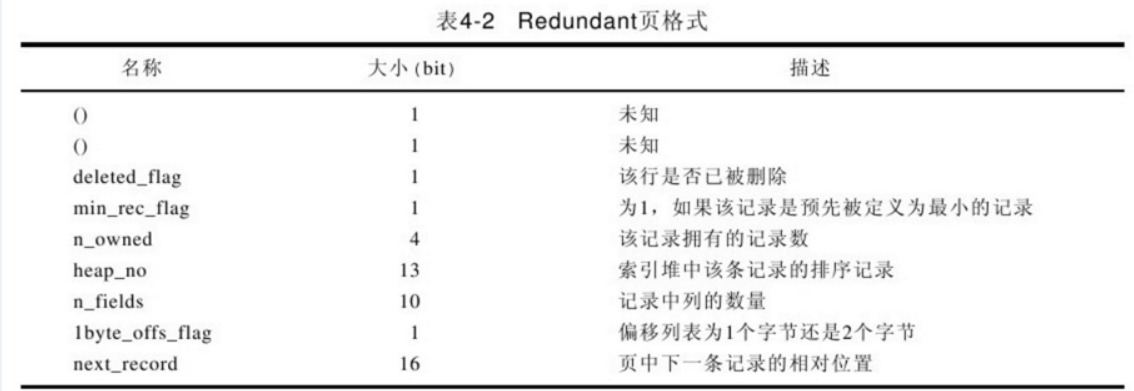 表4-2 Redundant页格式
名称 大小(bit) 描述
() 1 未知
() 1 未知
deleted_flag 1 该行是否已被删除
min_rec_flag 1 为1，如果该记录是预先被定义为最小的记录
n_owned 4 该记录拥有的记录数
heap_no 13 索引堆中该条记录的排序记录
n_fields 10 记录中列的数量
1byte_offs_flag 1 偏移列表为1个字节还是2个字节
next_record 16 页中下一条记录的相对位置